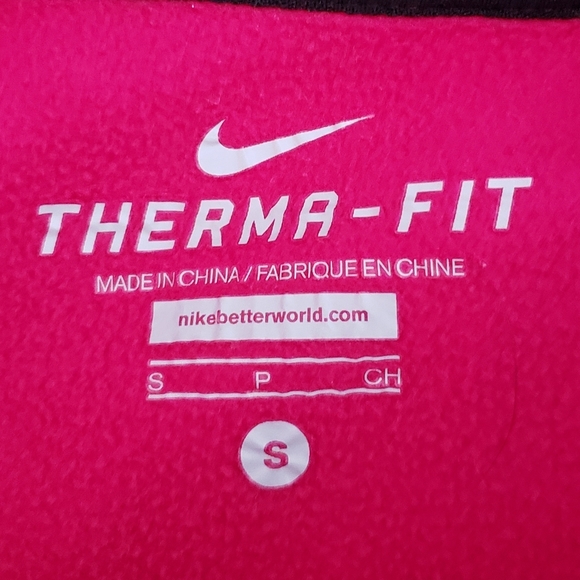 THERMA-FIT
MADE IN CHINA / FABRIQUE EN CHINE
nikebetterworld.com
S P CH
S